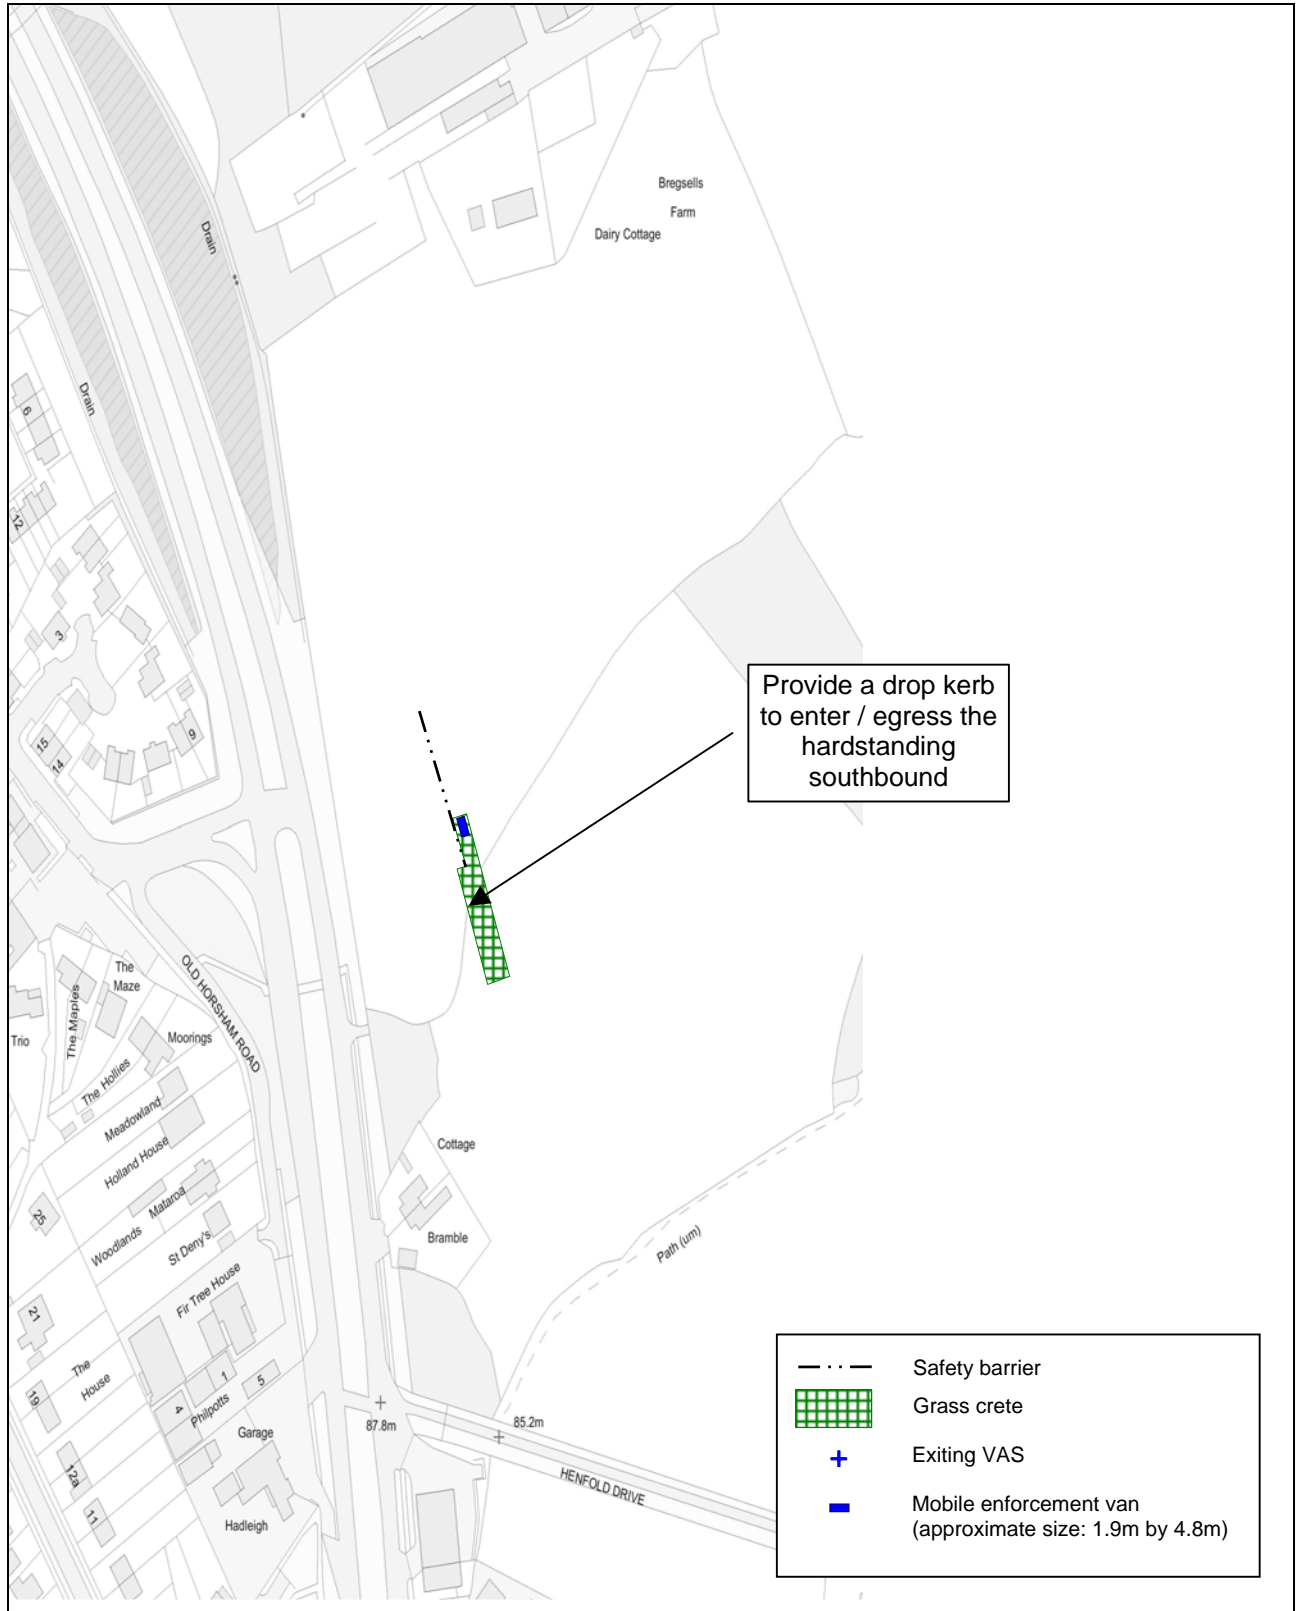 Bregsells
Farm
Dairy Cottage
Drain
Drain
6
12
3
15
14
9
Provide a drop kerb
to enter / egress the
hardstanding
southbound
OLD HORSHAM ROAD
The
Maze
The Maples
Trio
Moorings
The Hollies
Meadowland
Holland House
Mataroa
Woodlands
St Deny's
Fir Tree House
25
21
19
The
House
12a
11
1
5
4
Philpotts
Garage
Hadleigh
Cottage
Bramble
Path (um)
87.8m
85.2m
HENFOLD DRIVE
Safety barrier
Grass crete
Exiting VAS
Mobile enforcement van
(approximate size: 1.9m by 4.8m)